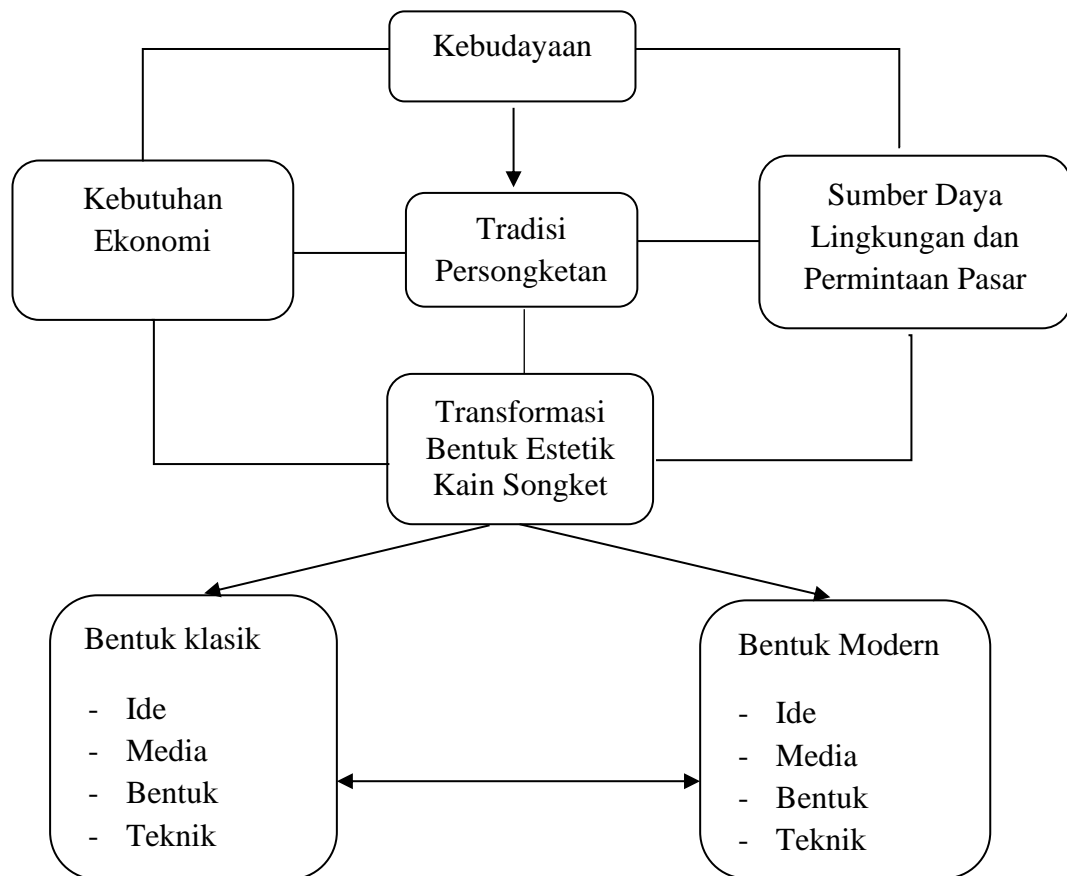 Kebudayaan
Kebutuhan
Ekonomi
Tradisi
Persongketan
Sumber Daya
Lingkungan dan
Permintaan Pasar
Transformasi
Bentuk Estetik
Kain Songket
Bentuk klasik
- Ide
- Media
- Bentuk
- Teknik
Bentuk Modern
- Ide
- Media
- Bentuk
- Teknik